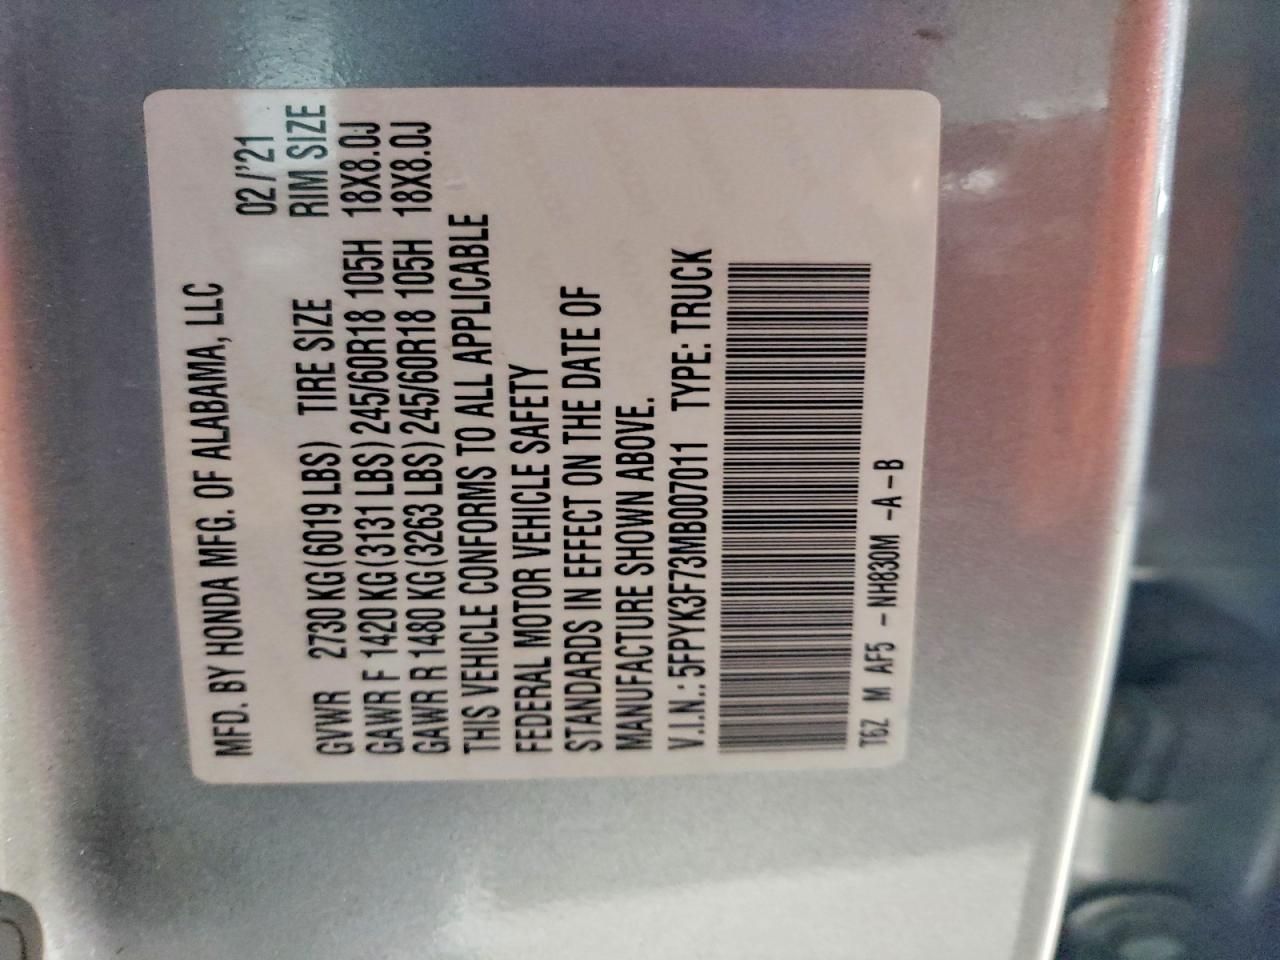 MFD. BY HONDA MFG. OF ALABAMA, LLC
02/'21
GVWR 2730 KG(6019 LBS) TIRE SIZE RIM SIZE
GAWR F 1420 KG(3131 LBS) 245/60R18 105H 18X8.0J
GAWR R 1480 KG(3263 LBS) 245/60R18 105H 18X8.0J
THIS VEHICLE CONFORMS TO ALL APPLICABLE
FEDERAL MOTOR VEHICLE SAFETY
STANDARDS IN EFFECT ON THE DATE OF
MANUFACTURE SHOWN ABOVE.
V.I.N.: 5FPYK3F73MB007011 TYPE: TRUCK
T6Z M AF5 -NH830M -A-B